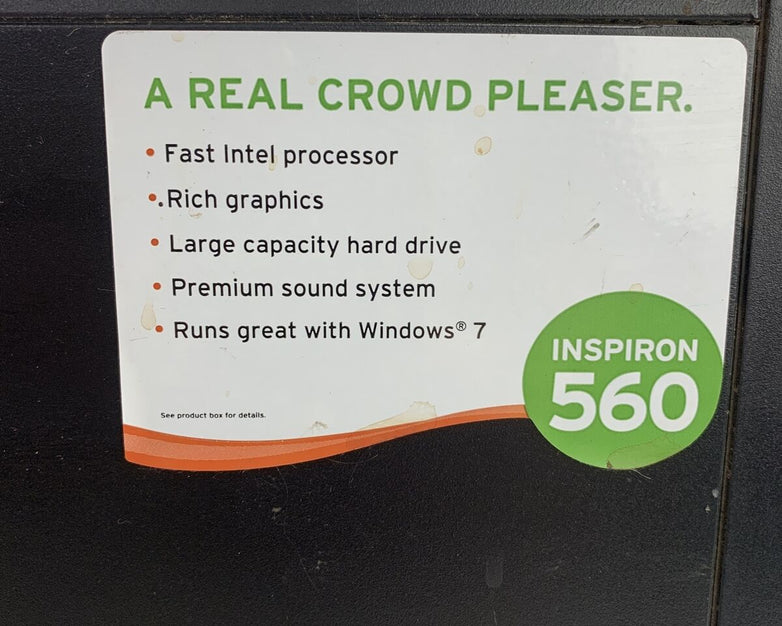 A REAL CROWD PLEASER.
• Fast Intel processor
• Rich graphics
• Large capacity hard drive
• Premium sound system
• Runs great with Windows® 7
INSPIRON
560
See product box for details.